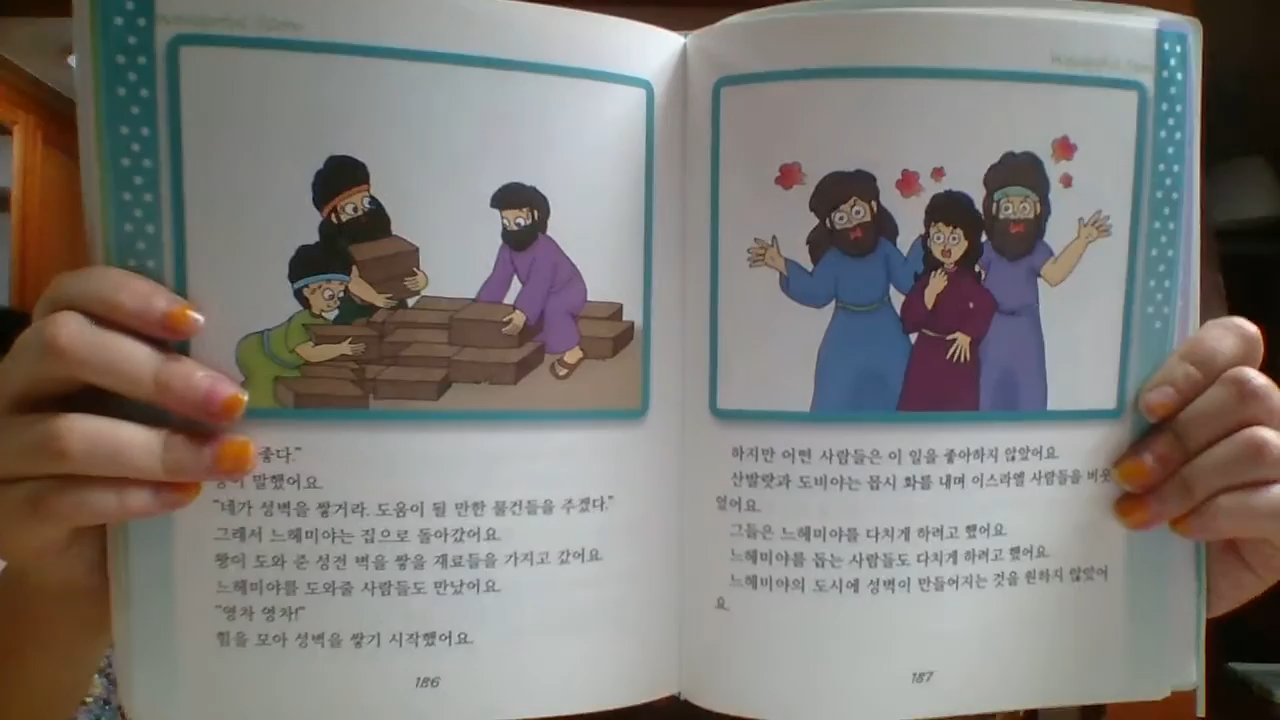 좋다."
말했어요.
"네가 성벽을 쌓거라. 도움이 될 만한 물건들을 주겠다."
그래서 느헤미야는 집으로 돌아갔어요.
왕이 도와 준 성전 벽을 쌓을 재료들을 가지고 갔어요.
느헤미야를 도와줄 사람들도 만났어요.
"영차 영차!"
힘을 모아 성벽을 쌓기 시작했어요.
186
하지만 어떤 사람들은 이 일을 좋아하지 않았어요.
산발랏과 도비야는 몹시 화를 내며 이스라엘 사람들을 비웃
었어요.
그들은 느헤미야를 다치게 하려고 했어요.
느헤미야를 돕는 사람들도 다치게 하려고 했어요.
느헤미야의 도시에 성벽이 만들어지는 것을 원하지 않았어
요.
187